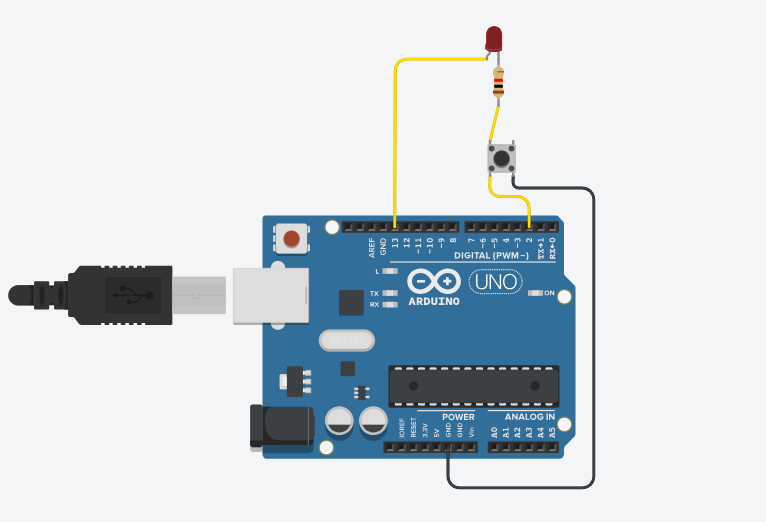 AREF
GND
13
12
~11
~10
~9
8
7
~6
~5
4
~3
2
TX→1
RX←0
DIGITAL (PWM~)
L
TX
RX
ARDUINO
UNO
ON
POWER
ANALOG IN
IOREF
RESET
3.3V
5V
GND
GND
Vin
A0
A1
A2
A3
A4
A5